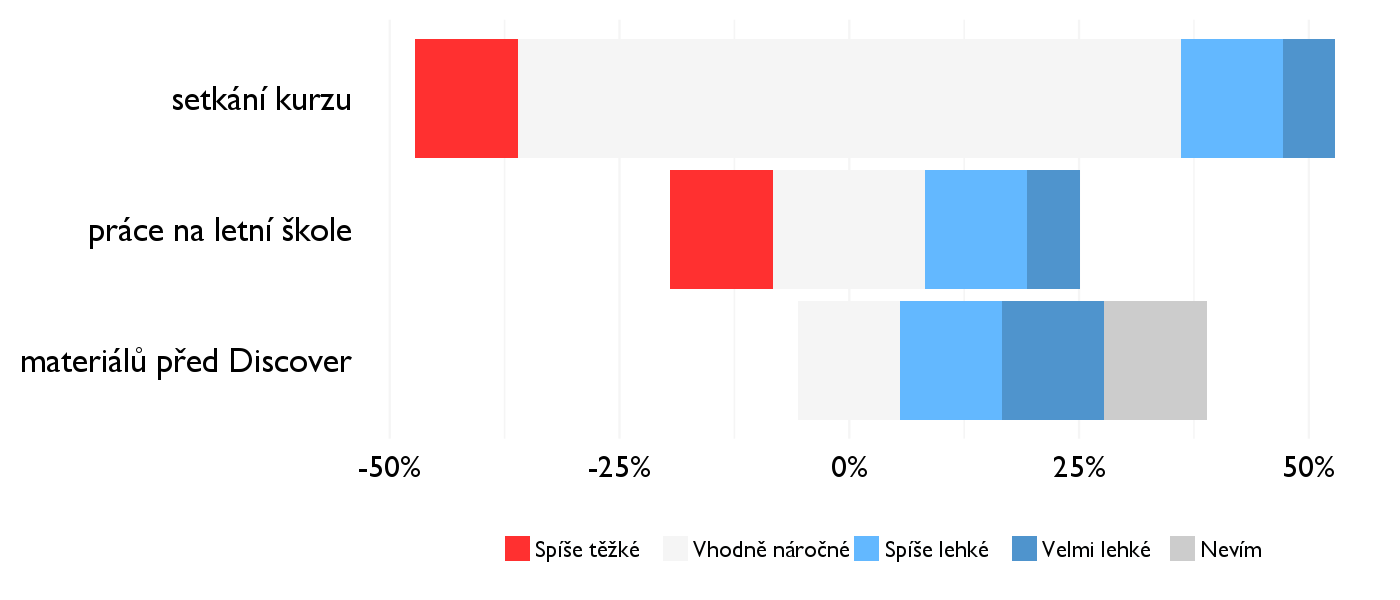 setkání kurzu
práce na letní škole
materiálů před Discover
-50% -25% 0% 25% 50%
Spíše těžké Vhodně náročné Spíše lehké Velmi lehké Nevím